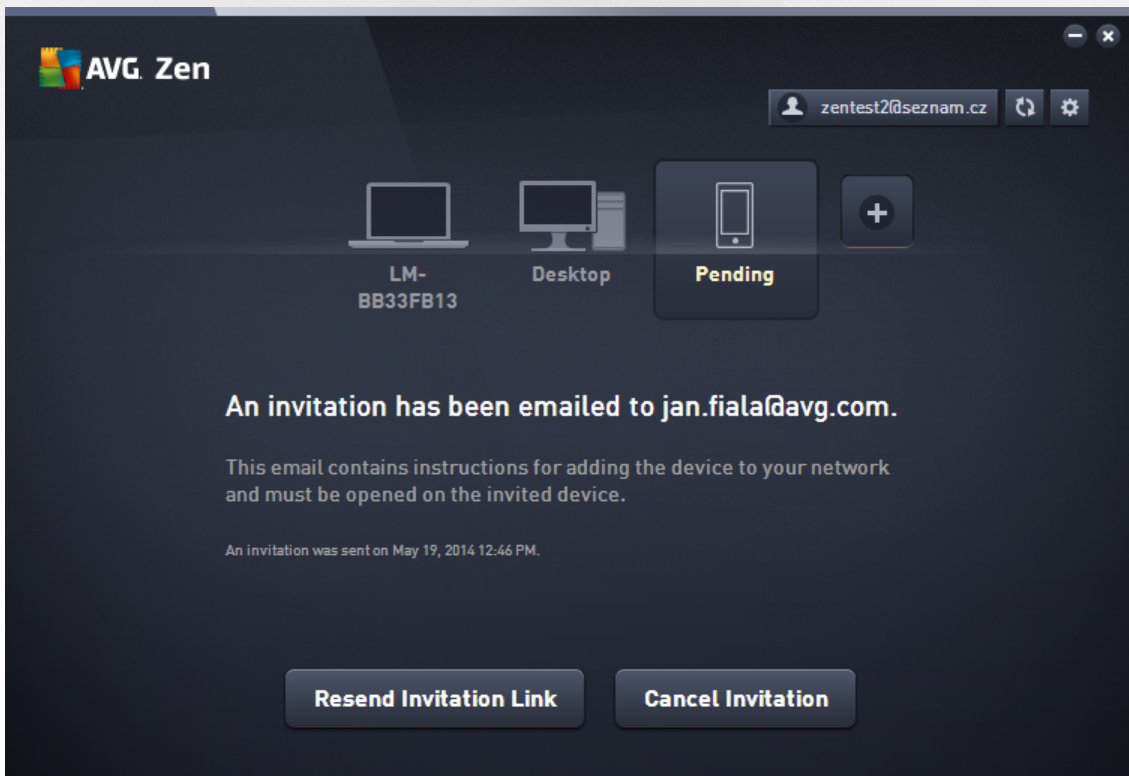 AVG. Zen
zentest2@seznam.cz
LM-
BB33FB13
Desktop
Pending
An invitation has been emailed to jan.fiala@avg.com.
This email contains instructions for adding the device to your network
and must be opened on the invited device.
An invitation was sent on May 19, 2014 12:46 PM.
Resend Invitation Link
Cancel Invitation